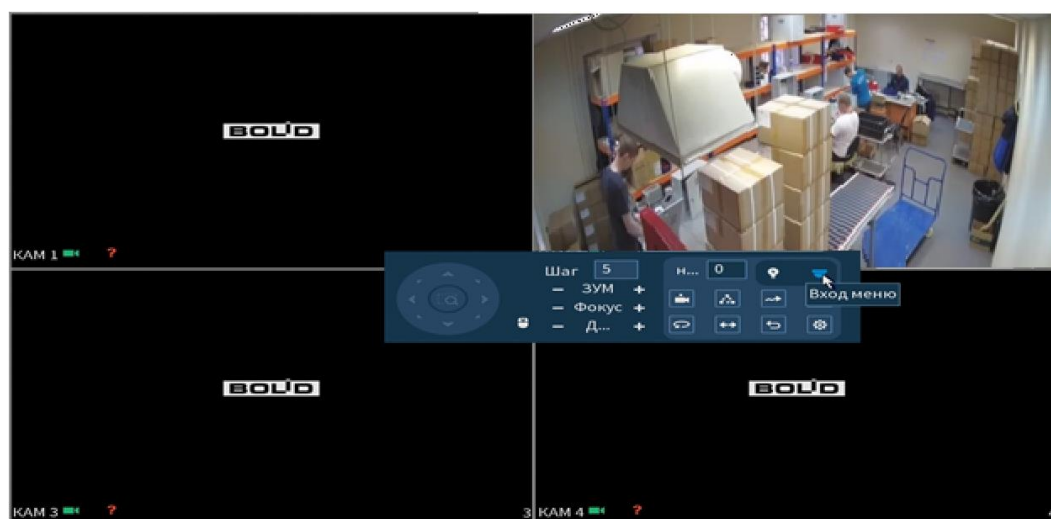 BOLID
КАМ 1 ?
Шаг 5
н... 0
– ЗУМ +
Вход меню
– Фокус +
– Д... +
BOLID
BOLID
КАМ 3 ?
3
КАМ 4 ?